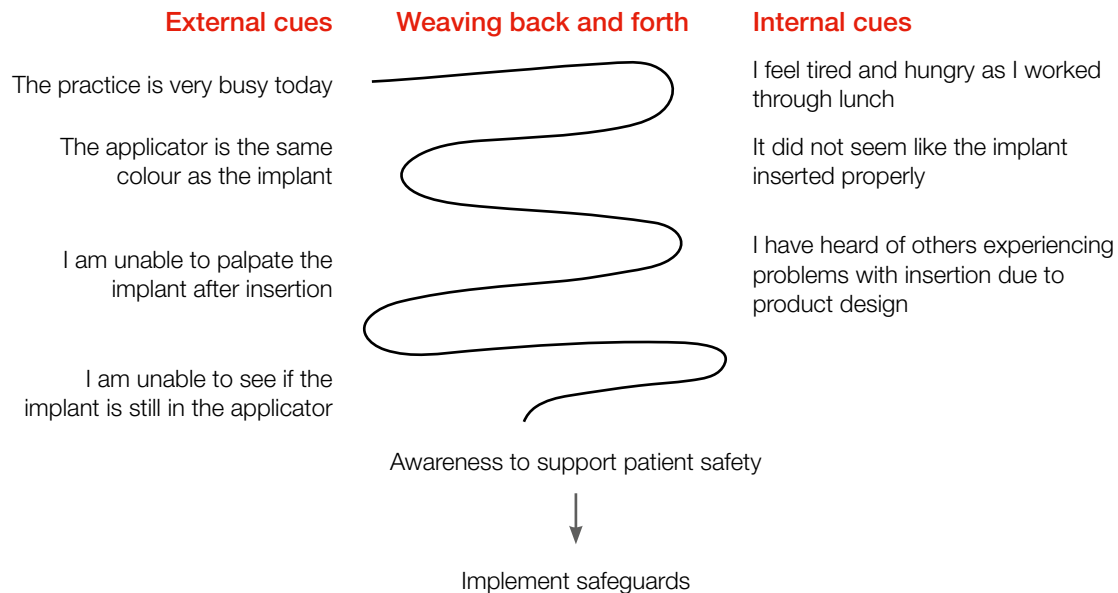 External cues
Weaving back and forth
Internal cues
The practice is very busy today
I feel tired and hungry as I worked
through lunch
The applicator is the same
colour as the implant
It did not seem like the implant
inserted properly
I am unable to palpate the
implant after insertion
I have heard of others experiencing
problems with insertion due to
product design
I am unable to see if the
implant is still in the applicator
Awareness to support patient safety
Implement safeguards